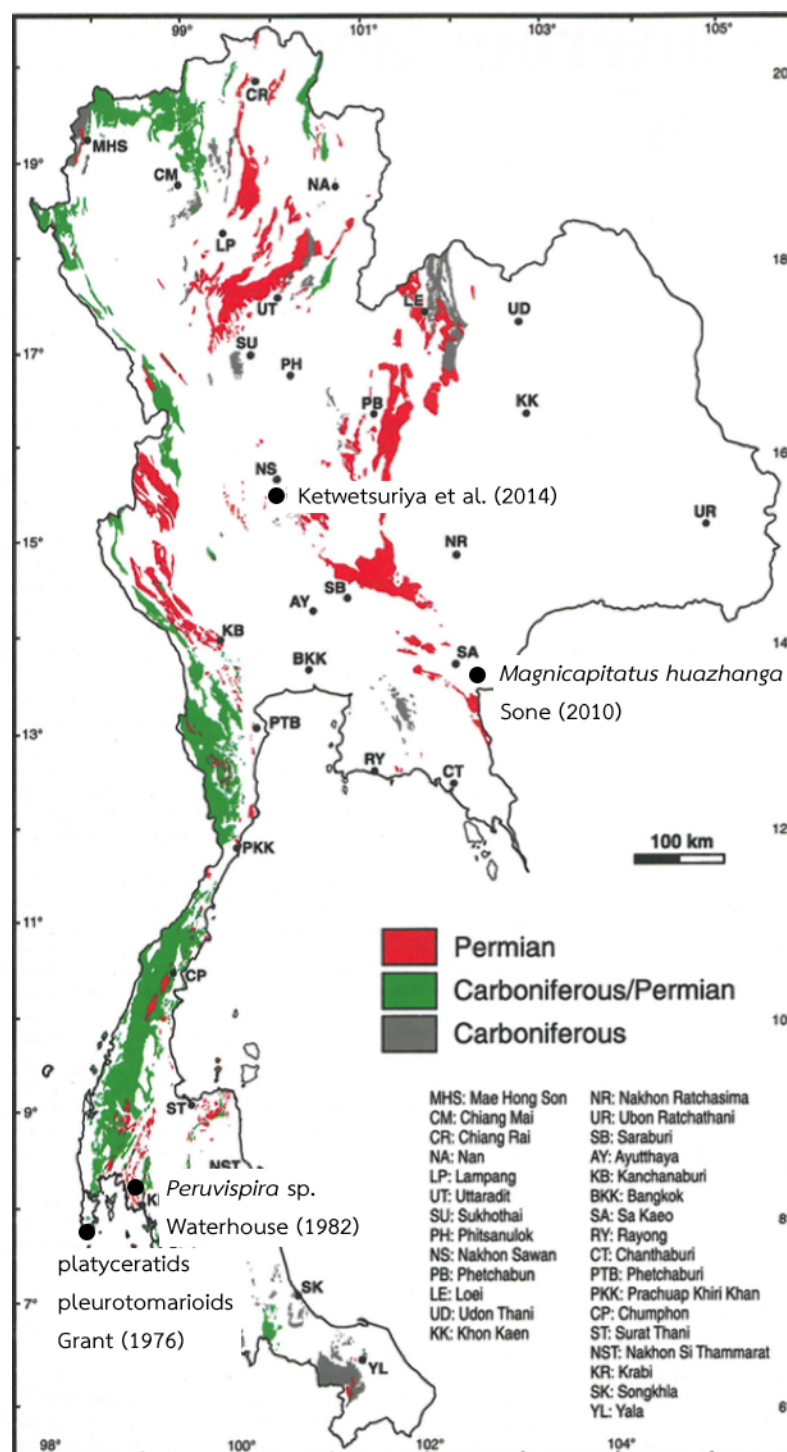 99°
101°
103°
105°
20
CR
MHS
19°
CM
NA
LP
18
UT
LE
UD
SU
17°
PH
PB
KK
16
NS
Ketwetsuriya et al. (2014)
UR
15°
NR
SB
AY
KB
14
SA
BKK
Magnicapitatus huazhanga
Sone (2010)
13°
PTB
RY
CT
12
PKK
100 km
11°
Permian
CP
Carboniferous/Permian
10
Carboniferous
MHS: Mae Hong Son
CM: Chiang Mai
CR: Chiang Rai
NA: Nan
LP: Lampang
UT: Uttaradit
SU: Sukhothai
PH: Phitsanulok
NS: Nakhon Sawan
PB: Phetchabun
LE: Loei
UD: Udon Thani
KK: Khon Kaen
NR: Nakhon Ratchasima
UR: Ubon Ratchathani
SB: Saraburi
AY: Ayutthaya
KB: Kanchanaburi
BKK: Bangkok
SA: Sa Kaeo
RY: Rayong
CT: Chanthaburi
PTB: Phetchaburi
PKK: Prachuap Khiri Khan
CP: Chumphon
ST: Surat Thani
NST: Nakhon Si Thammarat
KR: Krabi
SK: Songkhla
YL: Yala
ST
9°
NST
Peruvispira sp.
K
Waterhouse (1982)
8°
platyceratids
pleurotomarioids
Grant (1976)
7°
SK
YL
6°
98°
100°
102°
104°